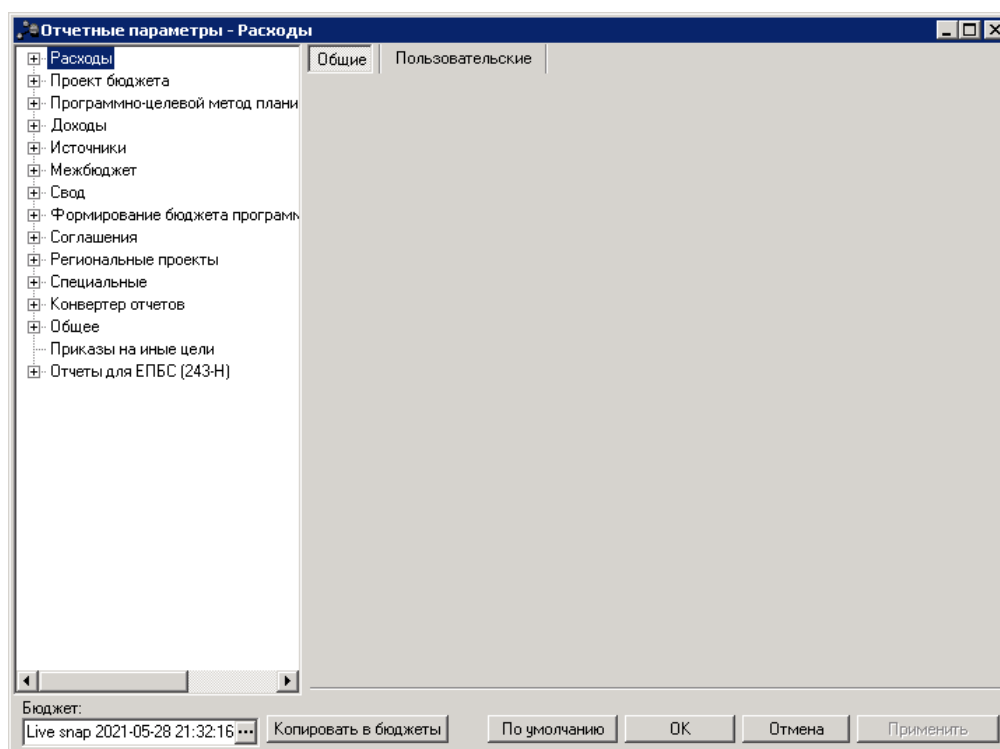 Отчетные параметры - Расходы
Расходы
Проект бюджета
Программно-целевой метод плани
Доходы
Источники
Межбюджет
Свод
Формирование бюджета програм
Соглашения
Региональные проекты
Специальные
Конвертер отчетов
Общее
Приказы на иные цели
Отчеты для ЕПБС (243-Н)
Общие Пользовательские
Бюджет:
Live snap 2021-05-28 21:32:16 ... Копировать в бюджеты По умолчанию OK Отмена Применить